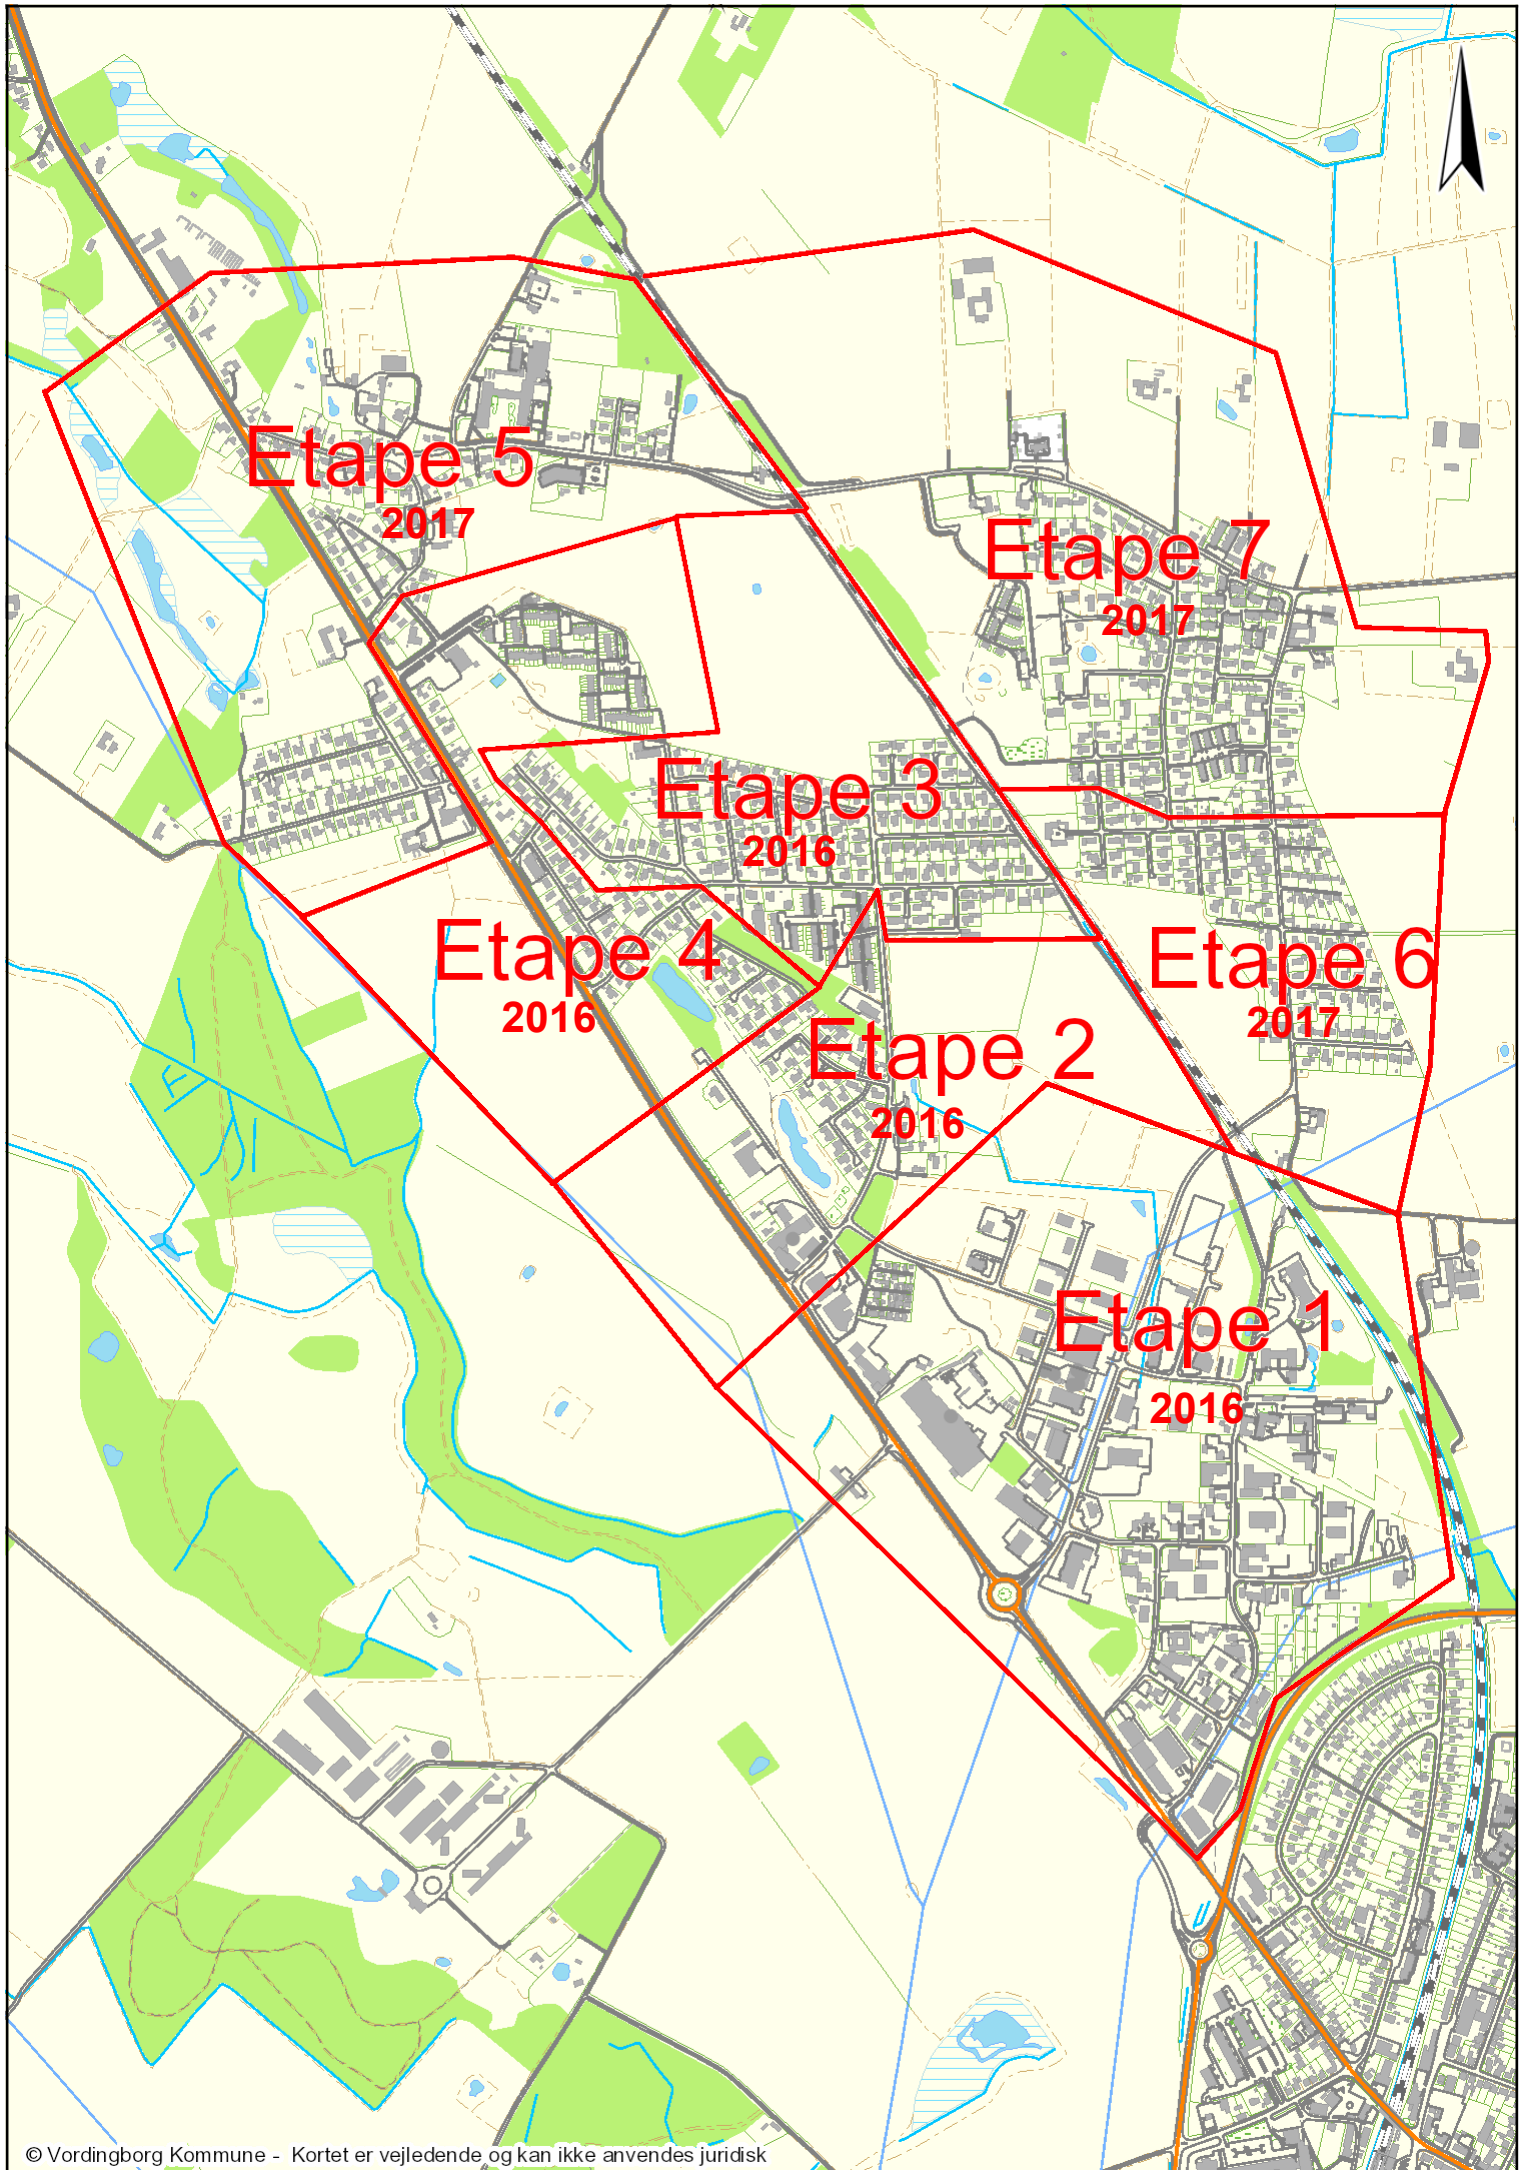 Etape 5
2017
Etape 7
2017
Etape 3
2016
Etape 4
2016
Etape 6
2017
Etape 2
2016
Etape 1
2016
© Vordingborg Kommune - Kortet er vejledende og kan ikke anvendes juridisk